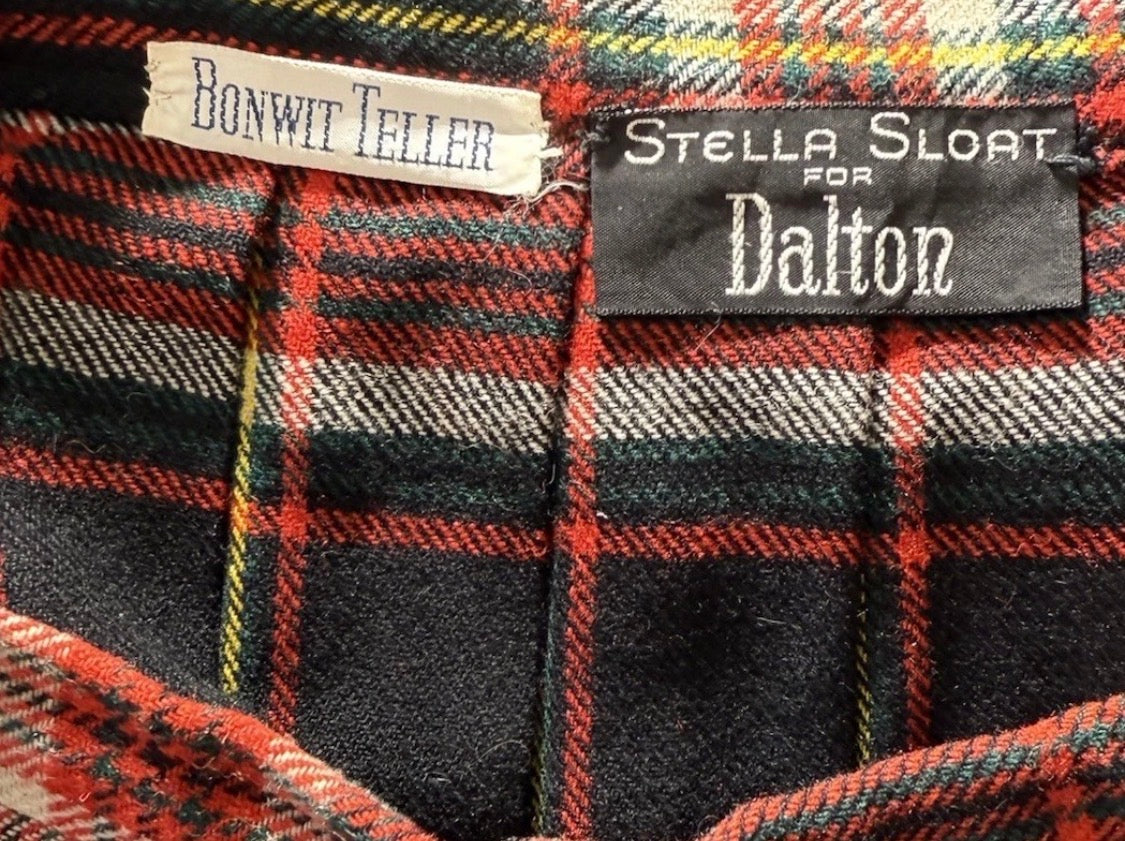 BONWIT TELLER
STELLA SLOAT
FOR
Dalton